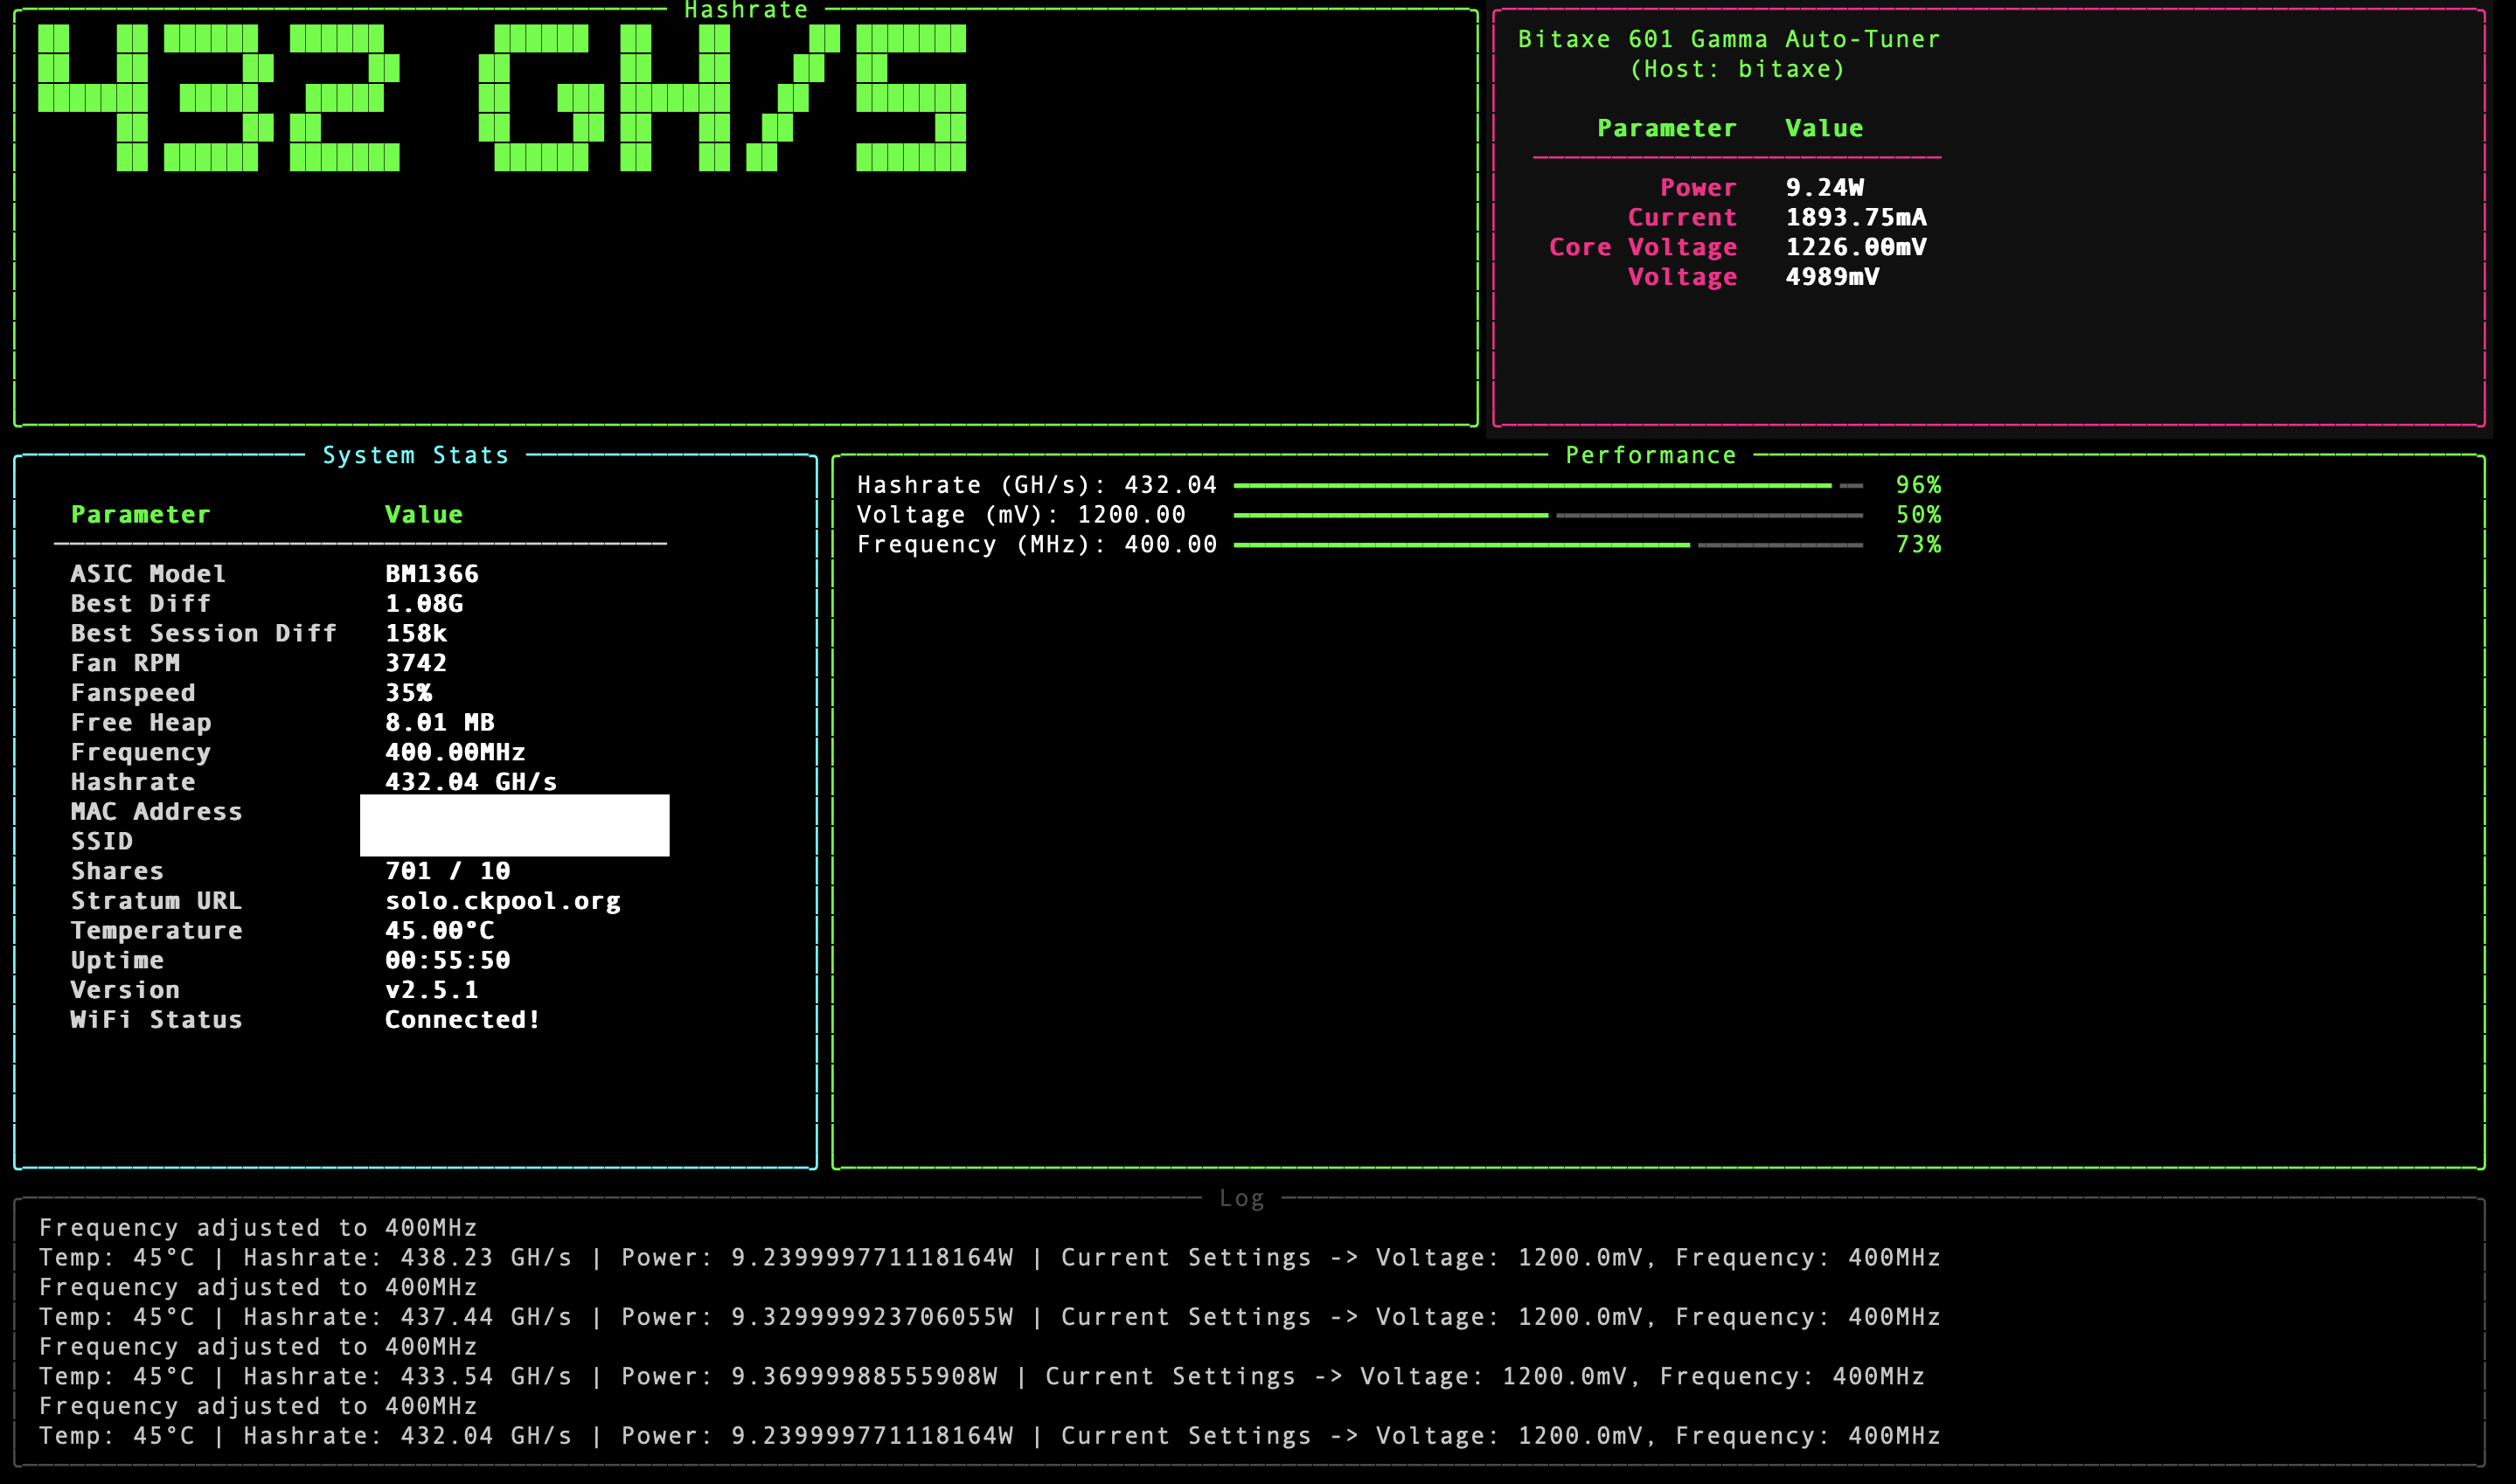 Hashrate
432 GH/S
Bitaxe 601 Gamma Auto-Tuner
(Host: bitaxe)
Parameter Value
Power 9.24W
Current 1893.75mA
Core Voltage 1226.00mV
Voltage 4989mV
System Stats
Parameter Value
ASIC Model BM1366
Best Diff 1.08G
Best Session Diff 158k
Fan RPM 3742
Fanspeed 35%
Free Heap 8.01 MB
Frequency 400.00MHz
Hashrate 432.04 GH/s
MAC Address
SSID
Shares 701 / 10
Stratum URL solo.ckpool.org
Temperature 45.00°C
Uptime 00:55:50
Version v2.5.1
WiFi Status Connected!
Performance
Hashrate (GH/s): 432.04 96%
Voltage (mV): 1200.00 50%
Frequency (MHz): 400.00 73%
Log
Frequency adjusted to 400MHz
Temp: 45°C | Hashrate: 438.23 GH/s | Power: 9.239999771118164W | Current Settings -> Voltage: 1200.0mV, Frequency: 400MHz
Frequency adjusted to 400MHz
Temp: 45°C | Hashrate: 437.44 GH/s | Power: 9.329999923706055W | Current Settings -> Voltage: 1200.0mV, Frequency: 400MHz
Frequency adjusted to 400MHz
Temp: 45°C | Hashrate: 433.54 GH/s | Power: 9.36999988555908W | Current Settings -> Voltage: 1200.0mV, Frequency: 400MHz
Frequency adjusted to 400MHz
Temp: 45°C | Hashrate: 432.04 GH/s | Power: 9.239999771118164W | Current Settings -> Voltage: 1200.0mV, Frequency: 400MHz